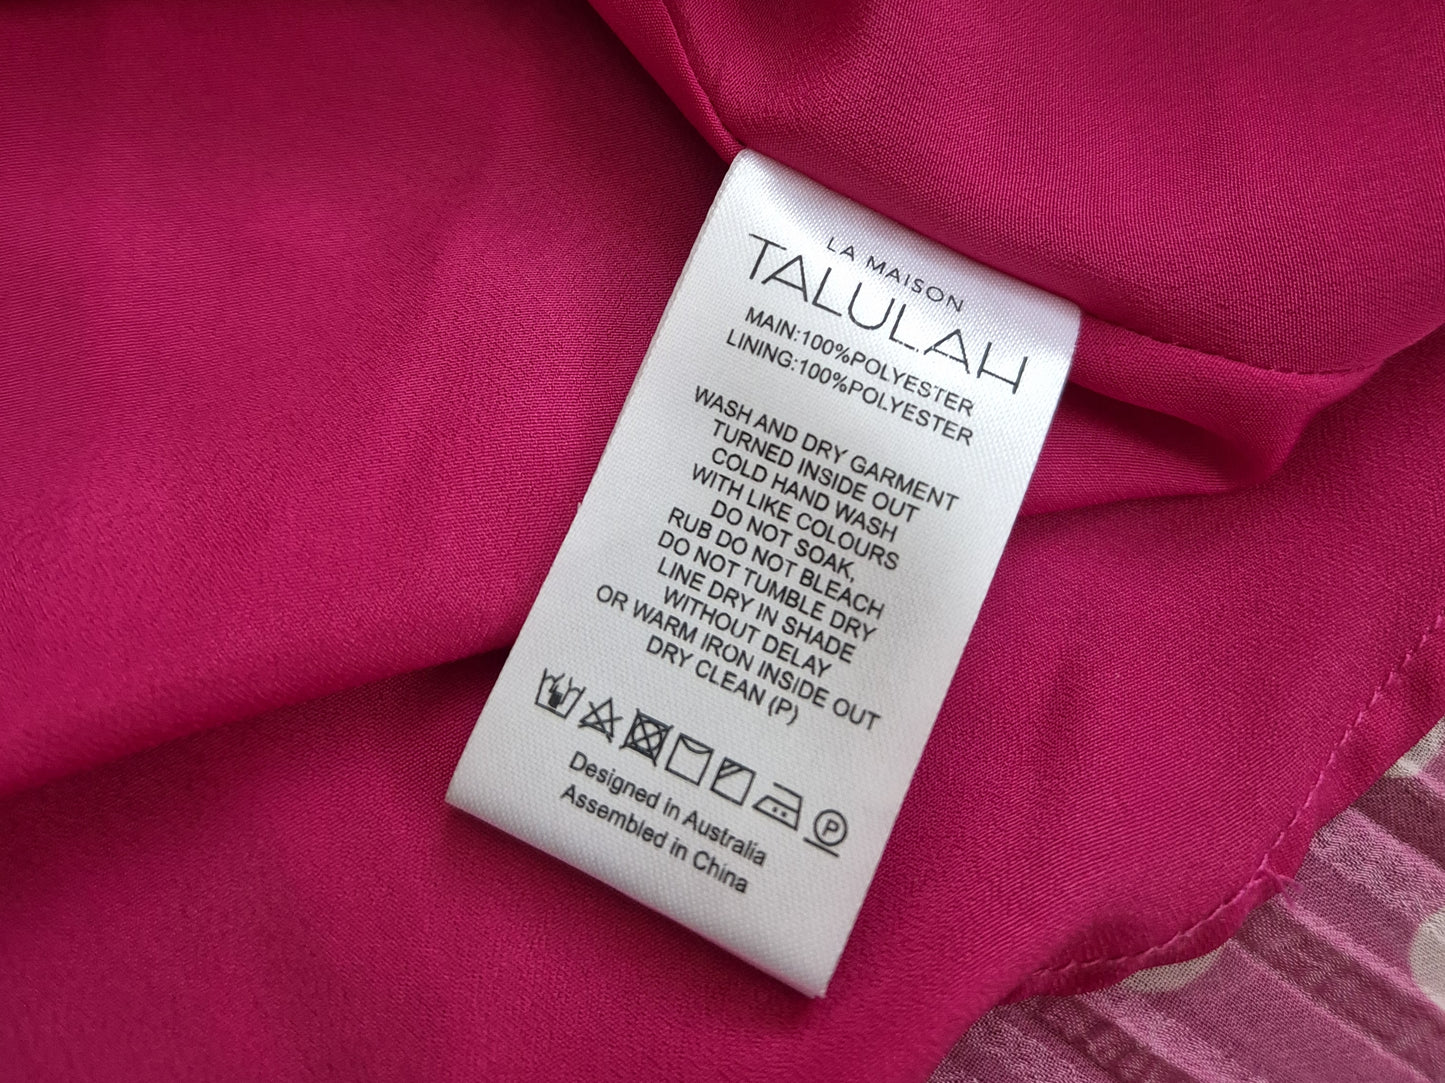 LA MAISON
TALULAH
MAIN:100%POLYESTER
LINING:100%POLYESTER
WASH AND DRY GARMENT
TURNED INSIDE OUT
COLD HAND WASH
WITH LIKE COLOURS
DO NOT SOAK,
RUB DO NOT BLEACH
DO NOT TUMBLE DRY
LINE DRY IN SHADE
WITHOUT DELAY
OR WARM IRON INSIDE OUT
DRY CLEAN (P)
P
Designed in Australia
Assembled in China